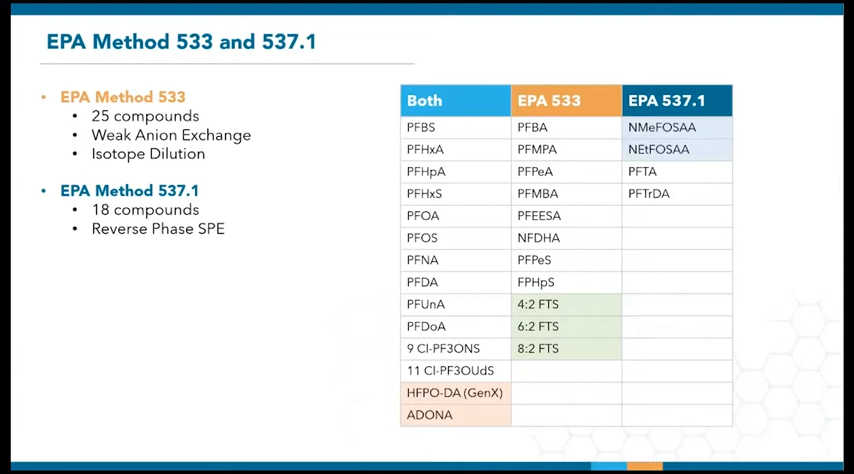 EPA Method 533 and 537.1
• EPA Method 533
• 25 compounds
• Weak Anion Exchange
• Isotope Dilution
• EPA Method 537.1
• 18 compounds
• Reverse Phase SPE
Both EPA 533 EPA 537.1
PFBS PFBA NMeFOSAA
PFHxA PFMPA NEtFOSAA
PFHpA PFPeA PFTA
PFHxS PFMBA PFTrDA
PFOA PFEESA
PFOS NFDHA
PFNA PFPeS
PFDA FPHpS
PFUnA 4:2 FTS
PFDoA 6:2 FTS
9 Cl-PF3ONS 8:2 FTS
11 Cl-PF3OUdS
HFPO-DA (GenX)
ADONA